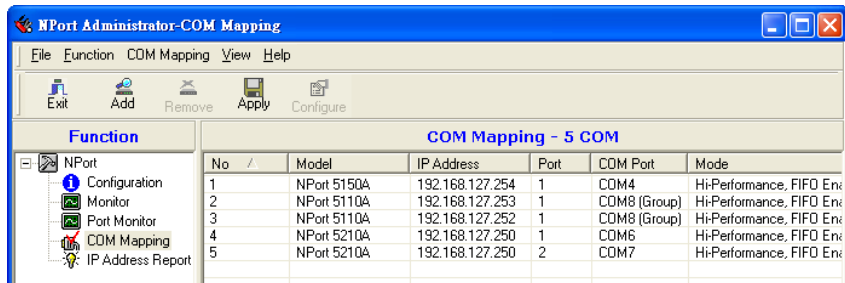 NPort Administrator-COM Mapping
File Function COM Mapping View Help
Exit Add Remove Apply Configure
Function
COM Mapping - 5 COM
NPort
Configuration
Monitor
Port Monitor
COM Mapping
IP Address Report
No Model IP Address Port COM Port Mode
1 NPort 5150A 192.168.127.254 1 COM4 Hi-Performance, FIFO Ena
2 NPort 5110A 192.168.127.253 1 COM8 (Group) Hi-Performance, FIFO Ena
3 NPort 5110A 192.168.127.252 1 COM8 (Group) Hi-Performance, FIFO Ena
4 NPort 5210A 192.168.127.250 1 COM6 Hi-Performance, FIFO Ena
5 NPort 5210A 192.168.127.250 2 COM7 Hi-Performance, FIFO Ena